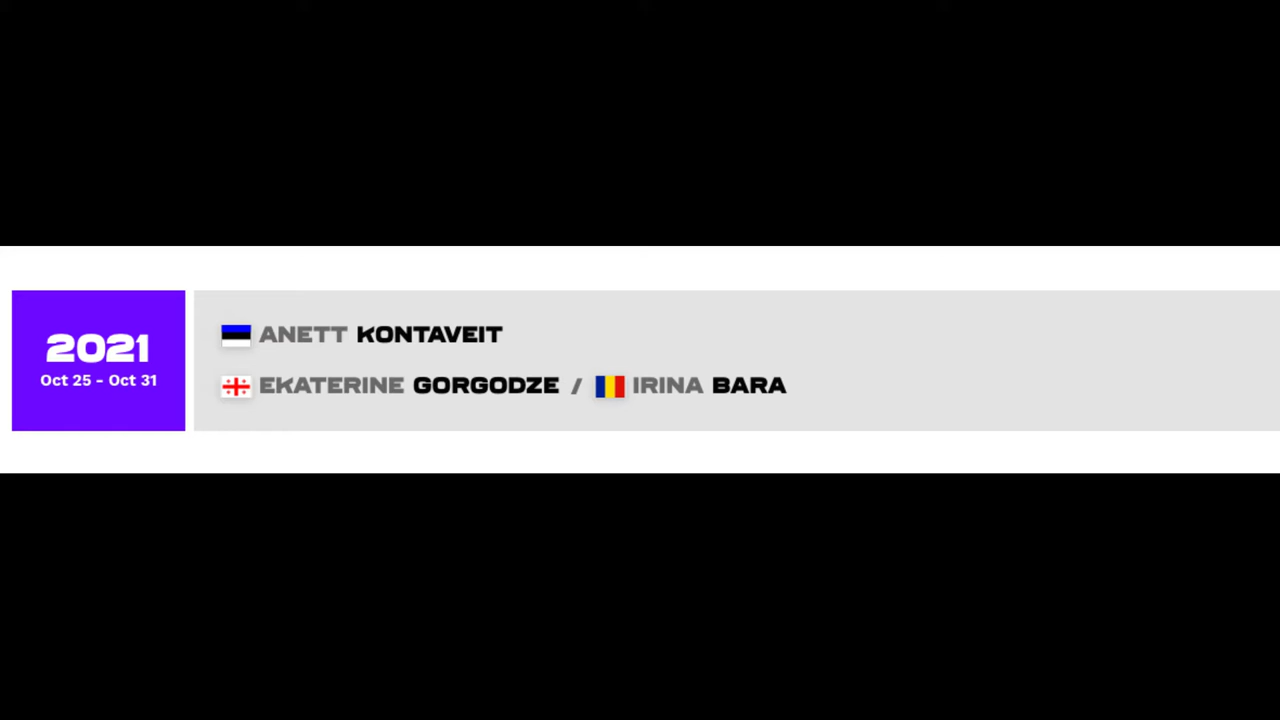 2021
Oct 25 - Oct 31
ANETT KONTAVEIT
EKATERINE GORGODZE / IRINA BARA